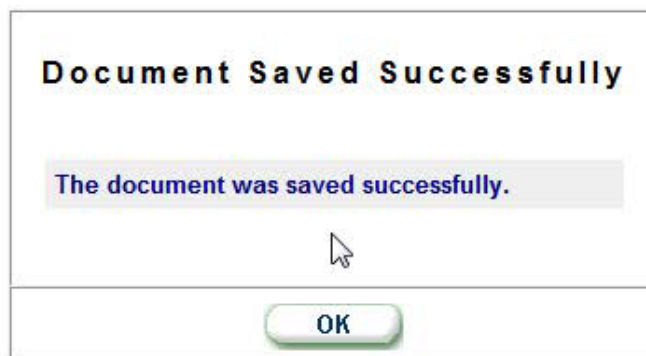 Document Saved Successfully
The document was saved successfully.
OK